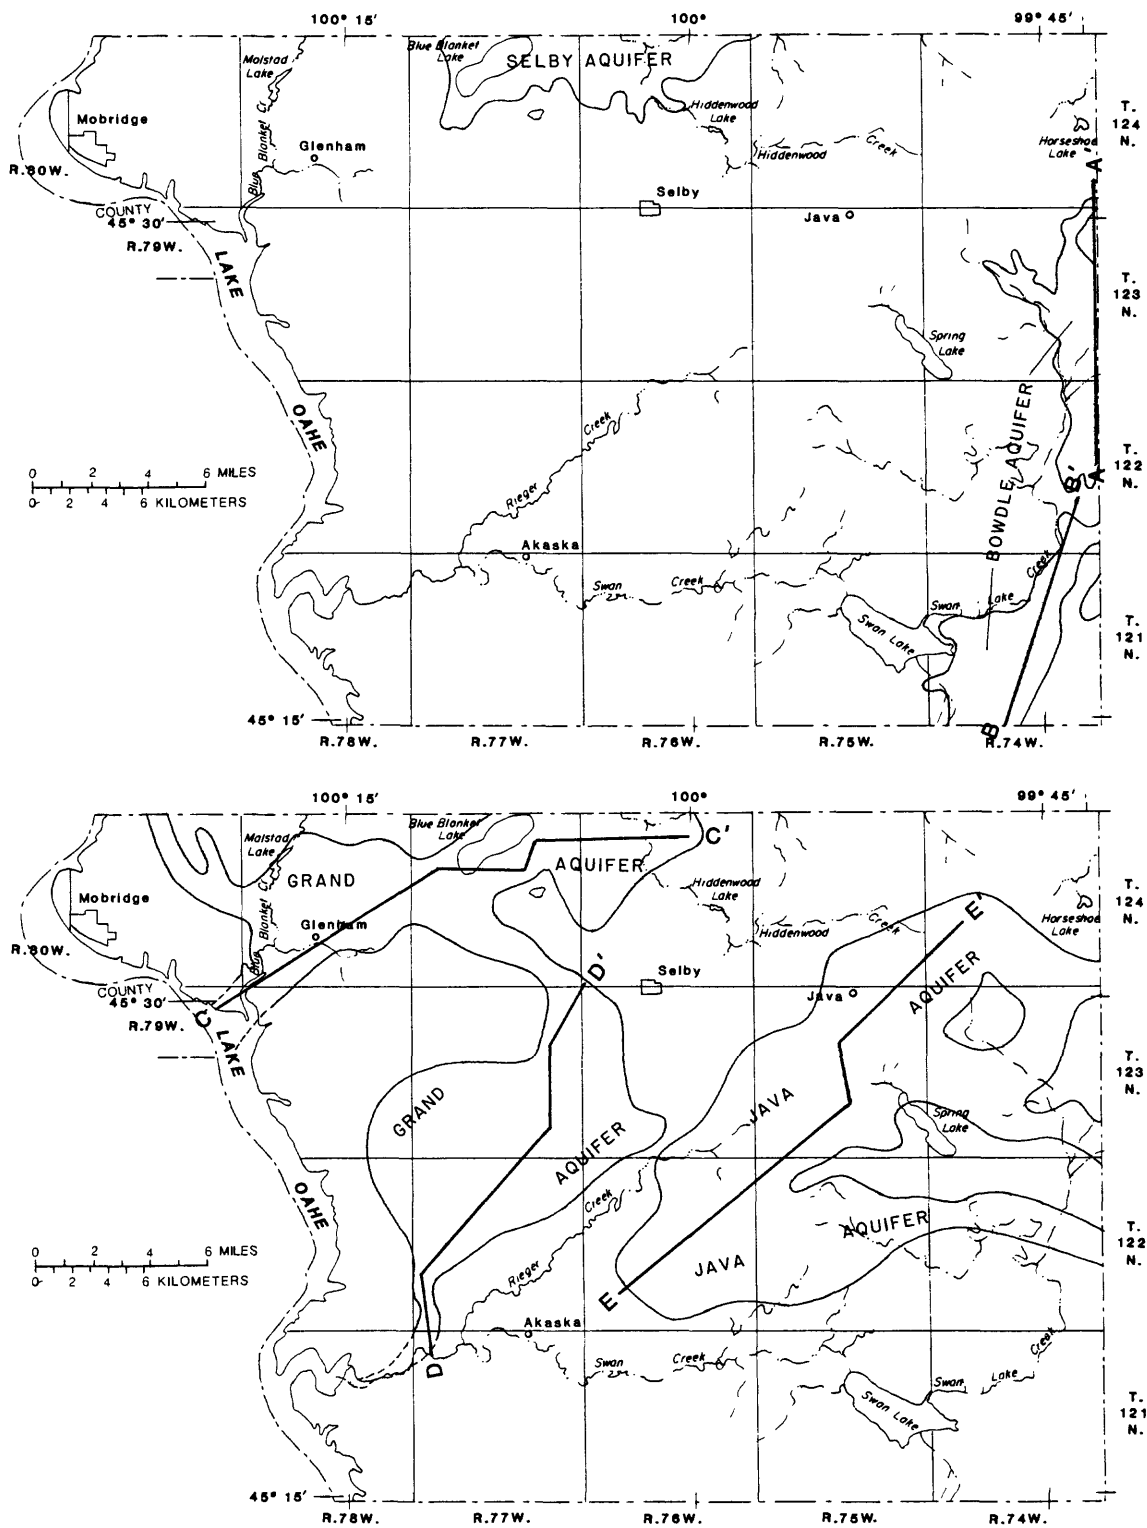 100° 15'
100°
99° 45'
Blue Blanket
Lake
SELBY AQUIFER
Molstad
Lake
Mobridge
Hiddenwood
Lake
T.
124
N.
Glenham
Blue Blanket Cr
Hiddenwood
Creek
Horseshoe
Lake
R.80W.
A'
Selby
COUNTY
45° 30'
Java
R.79W.
LAKE
T.
123
N.
Spring
Lake
OAHE
Creek
BOWDLE AQUIFER
0 2 4 6 MILES
0 2 4 6 KILOMETERS
T.
122
N.
B'
A
Rieger
Akaska
Creek
Swan
Creek
Swan
Lake
Swan Lake
T.
121
N.
45° 15'
B
R.78W.
R.77W.
R.76W.
R.75W.
R.74W.
100° 15'
100°
99° 45'
Blue Blanket
Lake
C'
Malstad
Lake
AQUIFER
GRAND
Mobridge
Hiddenwood
Lake
T.
124
N.
Glenham
Blue Blanket Cr
Hiddenwood
Creek
E'
Horseshoe
Lake
R.80W.
D'
Selby
AQUIFER
COUNTY
45° 30'
Java
C
R.79W.
LAKE
T.
123
N.
GRAND
JAVA
Spring
Lake
AQUIFER
OAHE
Creek
AQUIFER
0 2 4 6 MILES
0 2 4 6 KILOMETERS
T.
122
N.
Rieger
JAVA
E
Akaska
Creek
D
Swan
Creek
Swan
Lake
Swan Lake
T.
121
N.
45° 15'
R.78W.
R.77W.
R.76W.
R.75W.
R.74W.